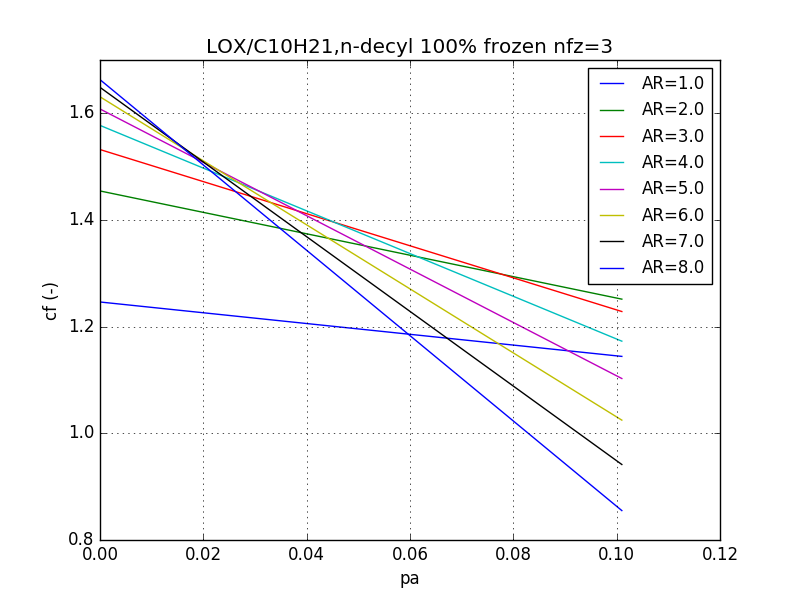 LOX/C10H21,n-decyl 100% frozen nfz=3
AR=1.0
AR=2.0
AR=3.0
AR=4.0
AR=5.0
AR=6.0
AR=7.0
AR=8.0
cf (-)
1.6
1.4
1.2
1.0
0.8
0.00 0.02 0.04 0.06 0.08 0.10 0.12
pa